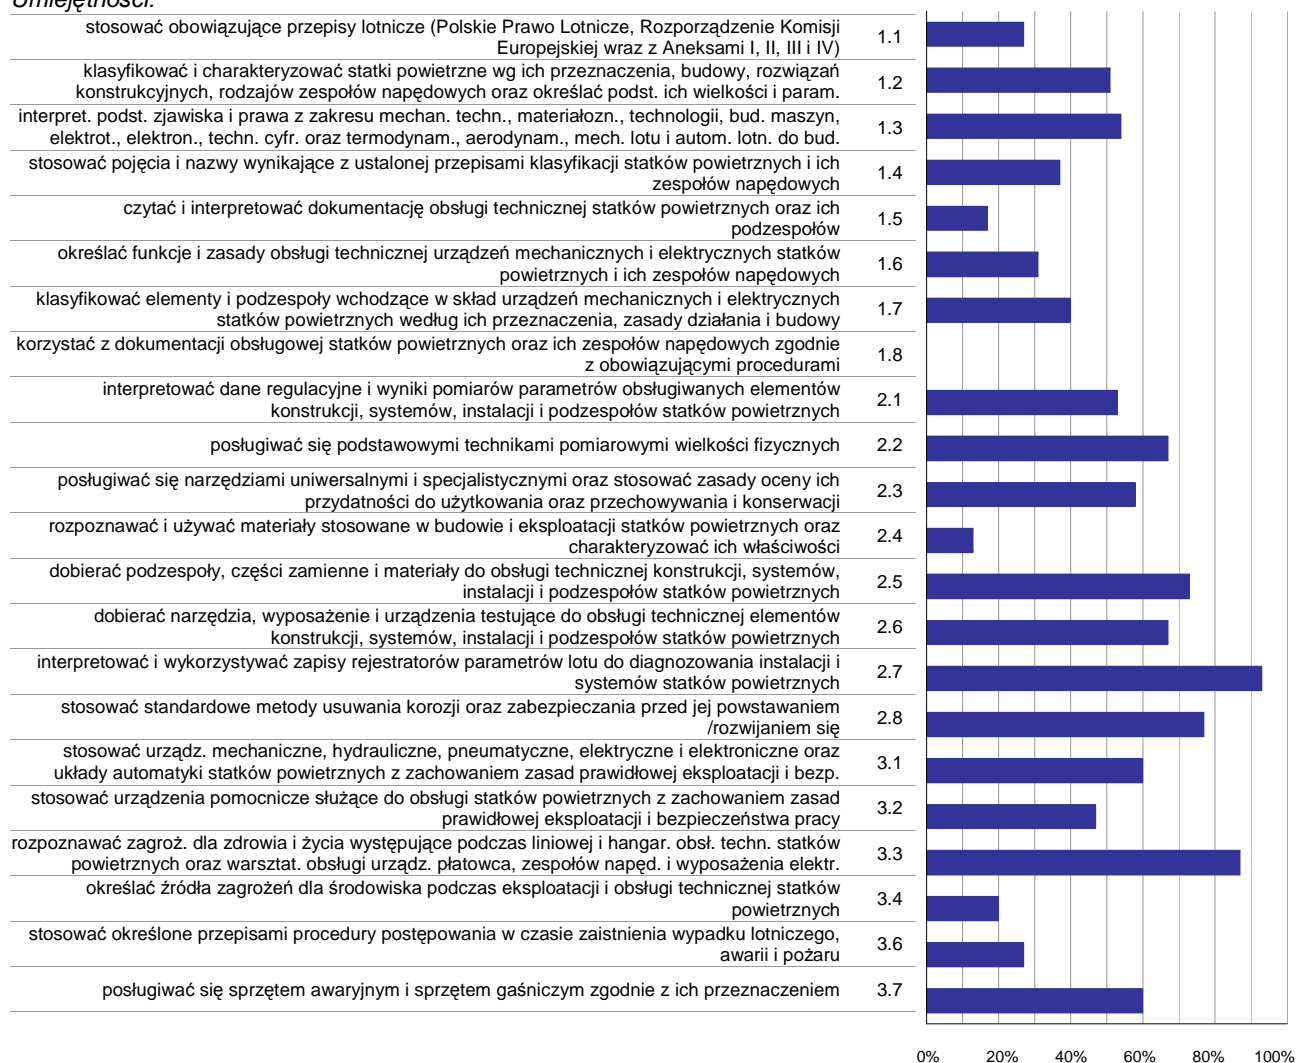 Umiejętności:
stosować obowiązujące przepisy lotnicze (Polskie Prawo Lotnicze, Rozporządzenie Komisji
Europejskiej wraz z Aneksami I, II, III i IV)
1.1
klasyfikować i charakteryzować statki powietrzne wg ich przeznaczenia, budowy, rozwiązań
konstrukcyjnych, rodzajów zespołów napędowych oraz określać podst. ich wielkości i param.
1.2
interpret. podst. zjawiska i prawa z zakresu mechan. techn., materiałozn., technologii, bud. maszyn,
elektrot., elektron., techn. cyfr. oraz termodynam., aerodynam., mech. lotu i autom. lotn. do bud.
1.3
stosować pojęcia i nazwy wynikające z ustalonej przepisami klasyfikacji statków powietrznych i ich
zespołów napędowych
1.4
czytać i interpretować dokumentację obsługi technicznej statków powietrznych oraz ich
podzespołów
1.5
określać funkcje i zasady obsługi technicznej urządzeń mechanicznych i elektrycznych statków
powietrznych i ich zespołów napędowych
1.6
klasyfikować elementy i podzespoły wchodzące w skład urządzeń mechanicznych i elektrycznych
statków powietrznych według ich przeznaczenia, zasady działania i budowy
1.7
korzystać z dokumentacji obsługowej statków powietrznych oraz ich zespołów napędowych zgodnie
z obowiązującymi procedurami
1.8
interpretować dane regulacyjne i wyniki pomiarów parametrów obsługiwanych elementów
konstrukcji, systemów, instalacji i podzespołów statków powietrznych
2.1
posługiwać się podstawowymi technikami pomiarowymi wielkości fizycznych
2.2
posługiwać się narzędziami uniwersalnymi i specjalistycznymi oraz stosować zasady oceny ich
przydatności do użytkowania oraz przechowywania i konserwacji
2.3
rozpoznawać i używać materiały stosowane w budowie i eksploatacji statków powietrznych oraz
charakteryzować ich właściwości
2.4
dobierać podzespoły, części zamienne i materiały do obsługi technicznej konstrukcji, systemów,
instalacji i podzespołów statków powietrznych
2.5
dobierać narzędzia, wyposażenie i urządzenia testujące do obsługi technicznej elementów
konstrukcji, systemów, instalacji i podzespołów statków powietrznych
2.6
interpretować i wykorzystywać zapisy rejestratorów parametrów lotu do diagnozowania instalacji i
systemów statków powietrznych
2.7
stosować standardowe metody usuwania korozji oraz zabezpieczania przed jej powstawaniem
/rozwijaniem się
2.8
stosować urządz. mechaniczne, hydrauliczne, pneumatyczne, elektryczne i elektroniczne oraz
układy automatyki statków powietrznych z zachowaniem zasad prawidłowej eksploatacji i bezp.
3.1
stosować urządzenia pomocnicze służące do obsługi statków powietrznych z zachowaniem zasad
prawidłowej eksploatacji i bezpieczeństwa pracy
3.2
rozpoznawać zagroż. dla zdrowia i życia występujące podczas liniowej i hangar. obsł. techn. statków
powietrznych oraz warsztat. obsługi urządz. płatowca, zespołów napęd. i wyposażenia elektr.
3.3
określać źródła zagrożeń dla środowiska podczas eksploatacji i obsługi technicznej statków
powietrznych
3.4
stosować określone przepisami procedury postępowania w czasie zaistnienia wypadku lotniczego,
awarii i pożaru
3.6
posługiwać się sprzętem awaryjnym i sprzętem gaśniczym zgodnie z ich przeznaczeniem
3.7
0% 20% 40% 60% 80% 100%